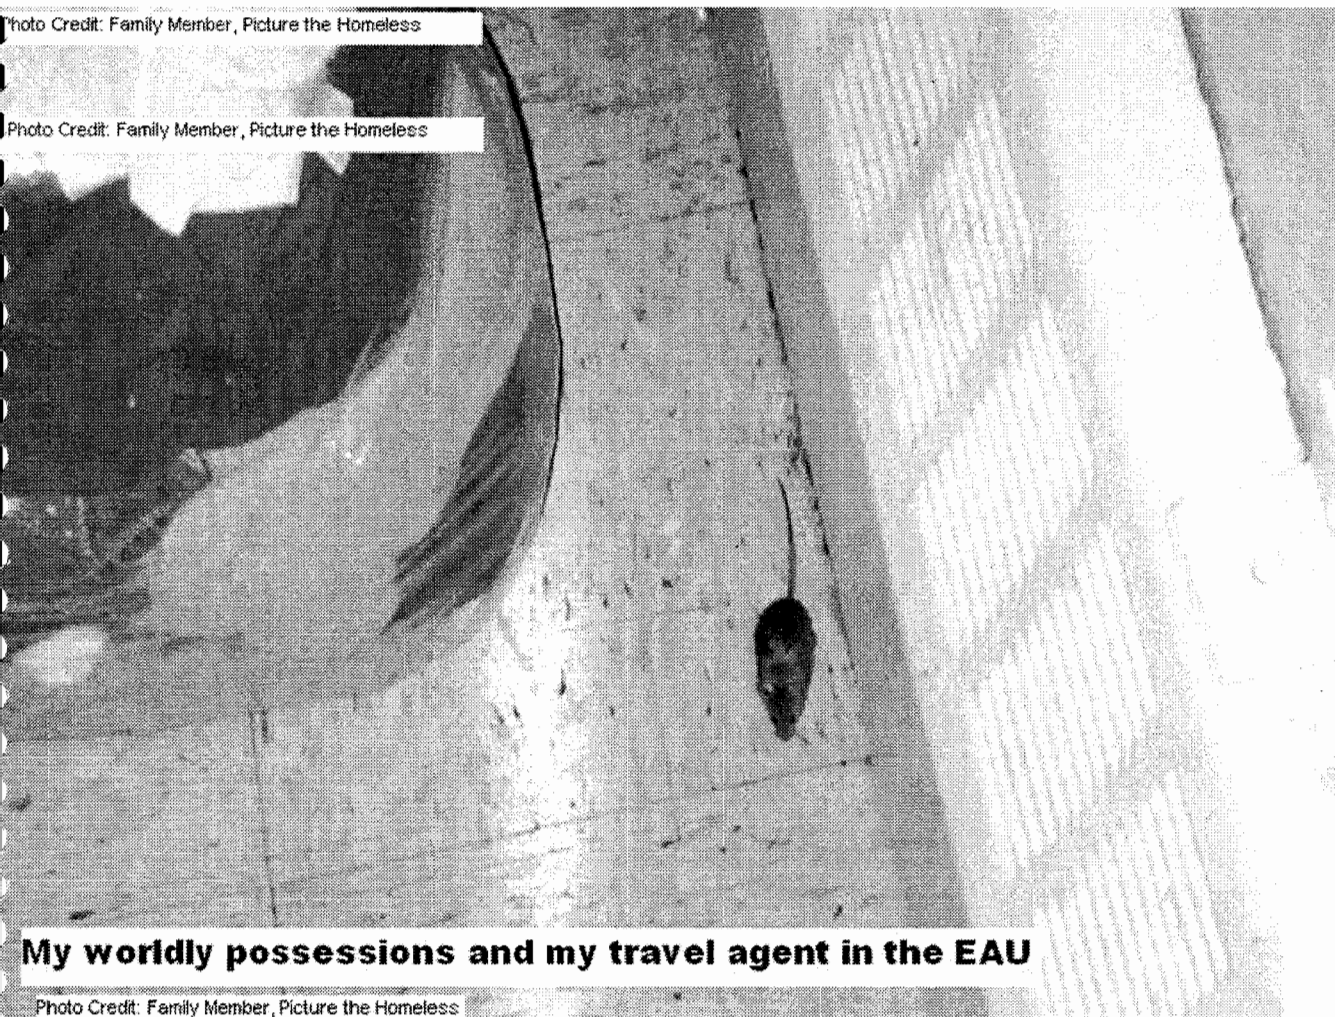 Photo Credit: Family Member, Picture the Homeless
Photo Credit: Family Member, Picture the Homeless
My worldly possessions and my travel agent in the EAU
Photo Credit: Family Member, Picture the Homeless